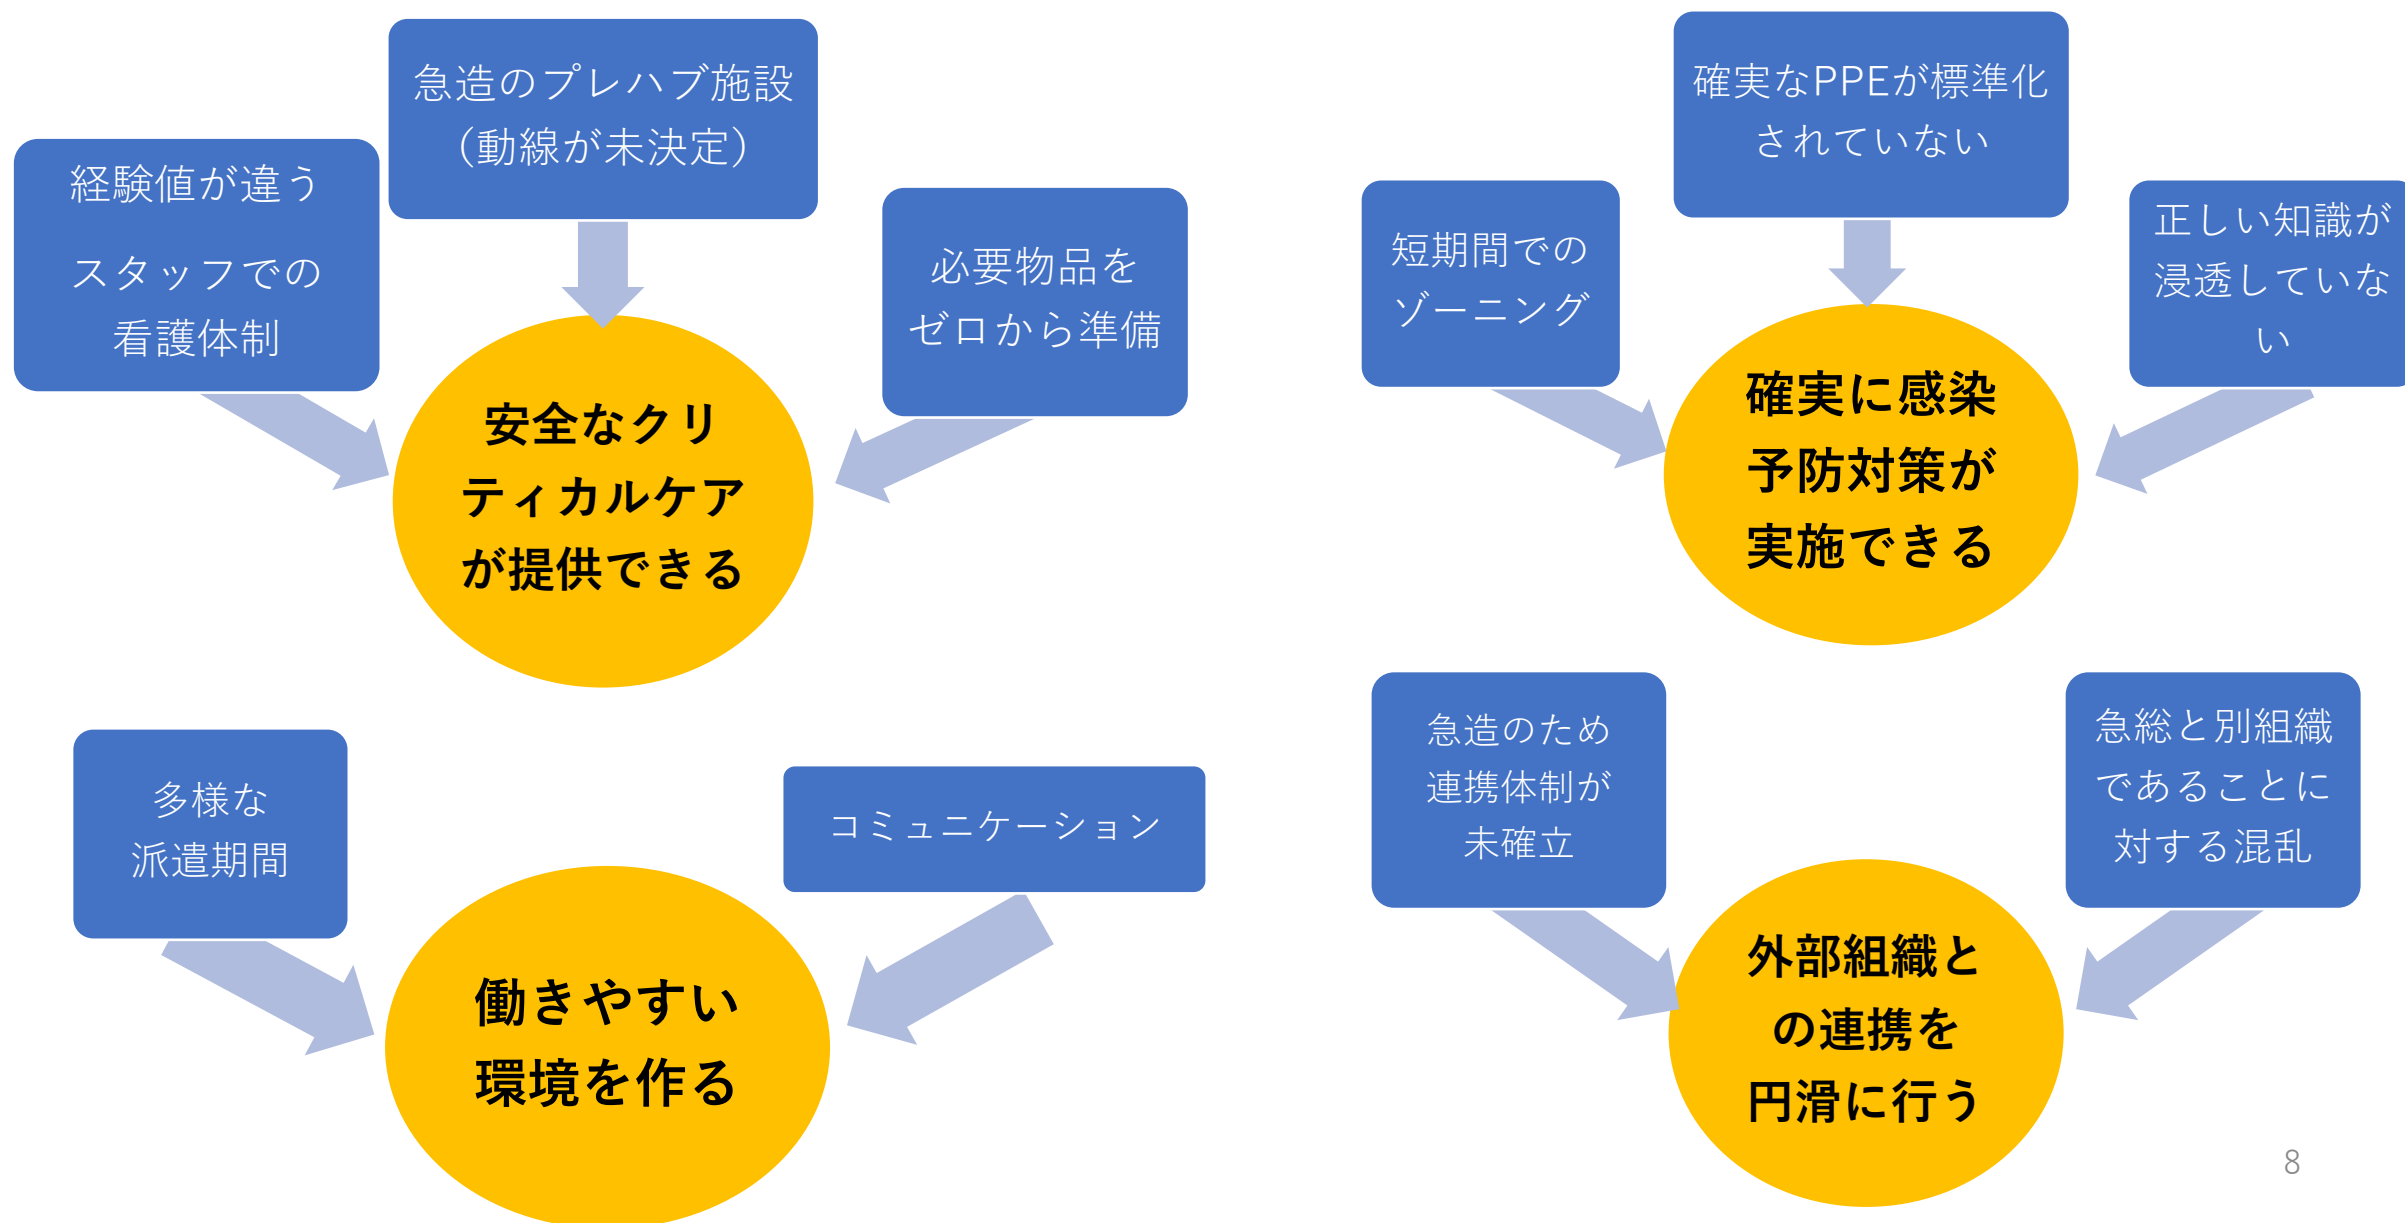 急造のプレハブ施設
（動線が未決定）
経験値が違う
スタッフでの
看護体制
必要物品を
ゼロから準備
安全なクリ
ティカルケア
が提供できる
確実なPPEが標準化
されていない
短期間での
ゾーニング
正しい知識が
浸透していな
い
確実に感染
予防対策が
実施できる
多様な
派遣期間
コミュニケーション
働きやすい
環境を作る
急造のため
連携体制が
未確立
急総と別組織
であることに
対する混乱
外部組織と
の連携を
円滑に行う
8